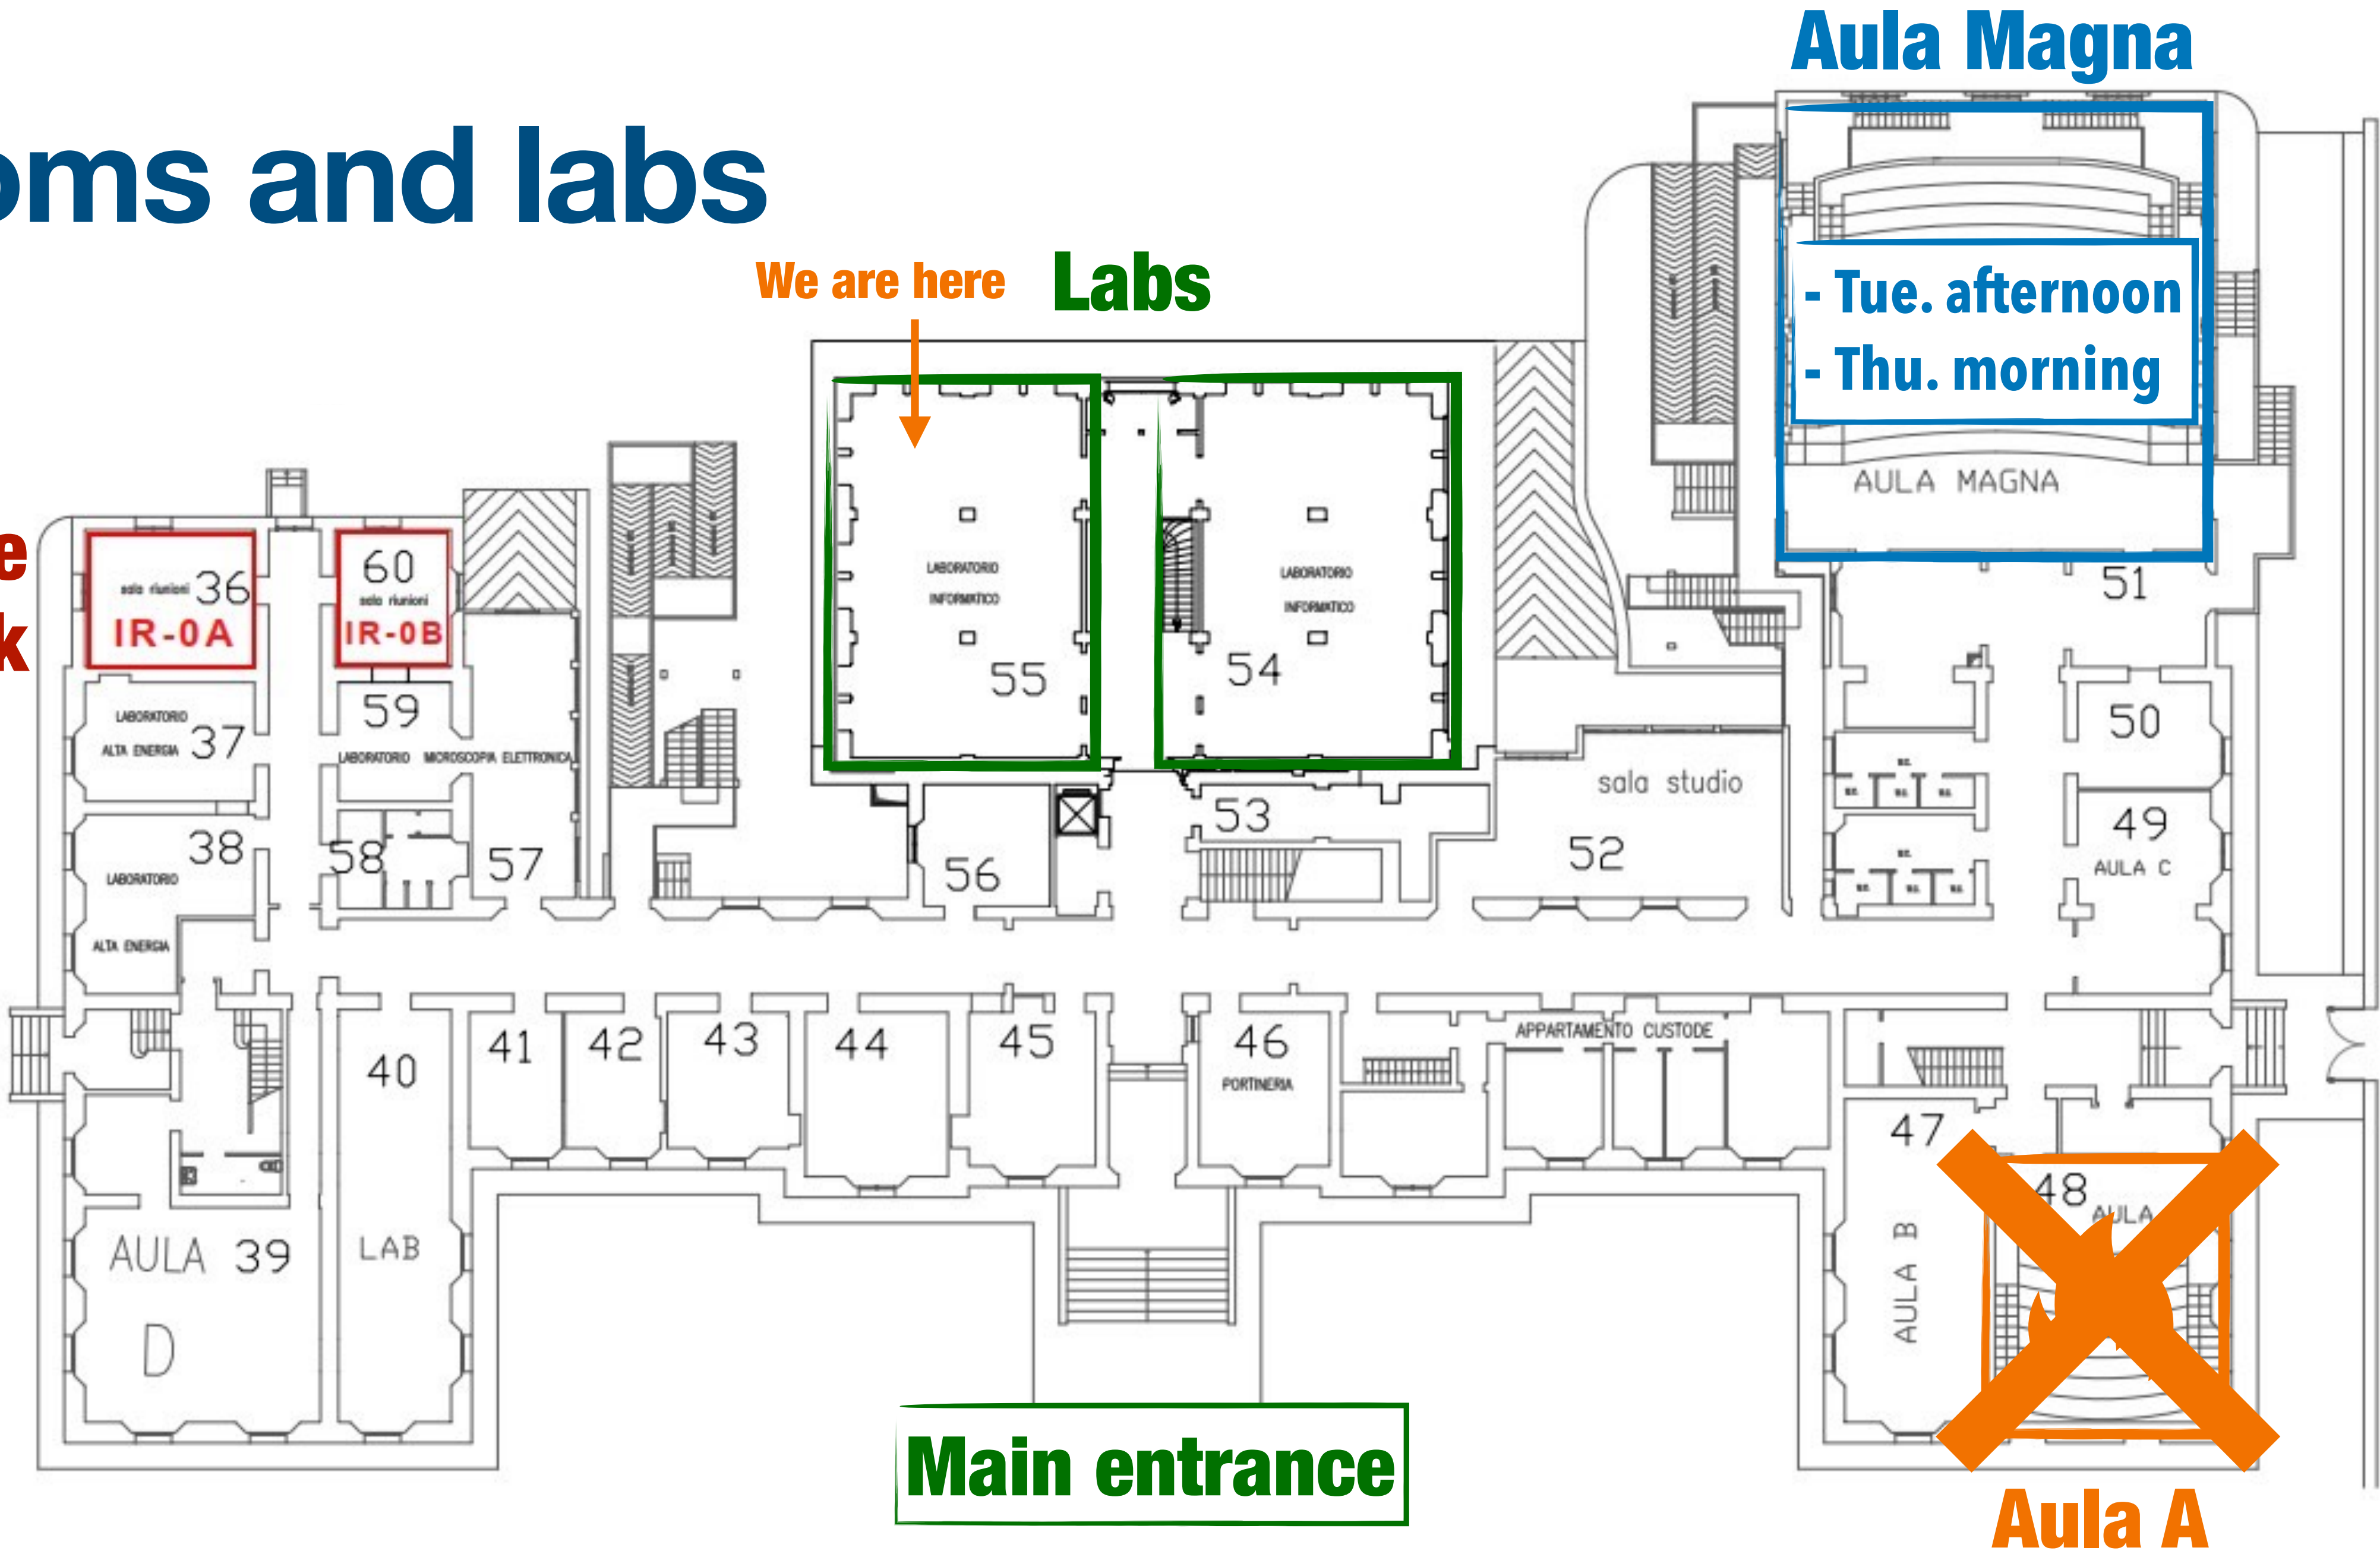 Aula Magna
oms and labs
We are here
Labs
- Tue. afternoon
- Thu. morning
AULA MAGNA
e
k
sala riunioni 36
IR-0A
60
sala riunioni
IR-0B
LABORATORIO
INFORMATICO
55
LABORATORIO
INFORMATICO
54
51
LABORATORIO
ALTA ENERGIA 37
59
LABORATORIO MICROSCOPIA ELETTRONICA
50
sala studio
53
49
AULA C
38
LABORATORIO
ALTA ENERGIA
58
57
56
52
40
41
42
43
44
45
46
PORTINERIA
APPARTAMENTO CUSTODE
47
AULA B
48
AULA
AULA 39
D
LAB
Main entrance
Aula A